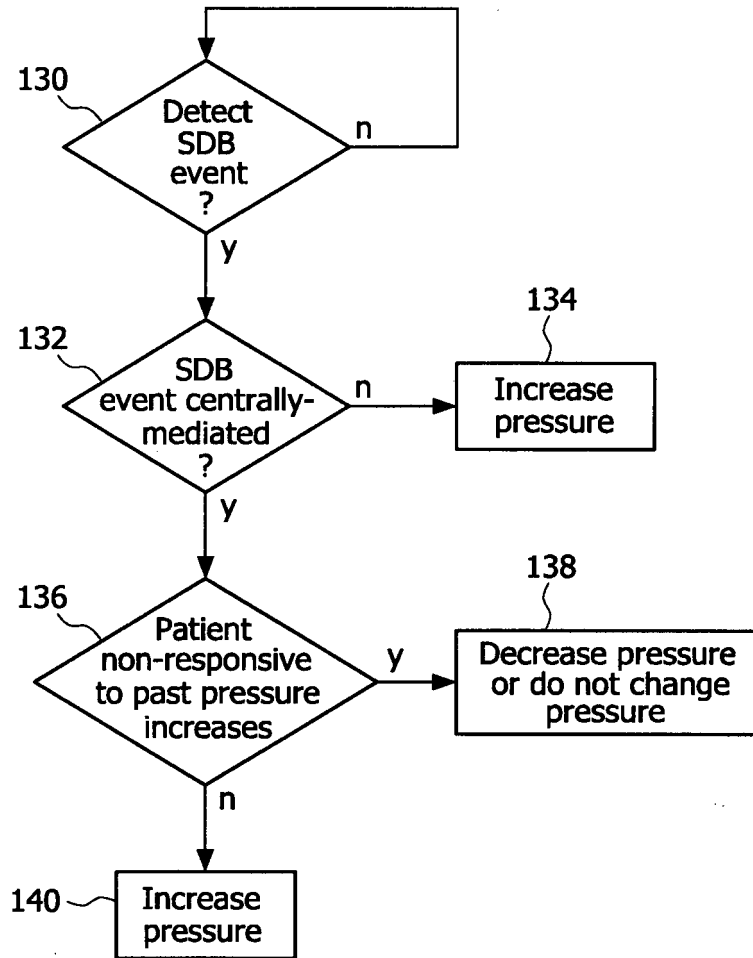 130
Detect
SDB
event
?
n
y
132
SDB
event centrally-
mediated
?
n
y
134
Increase
pressure
136
Patient
non-responsive
to past pressure
increases
y
n
138
Decrease pressure
or do not change
pressure
140
Increase
pressure